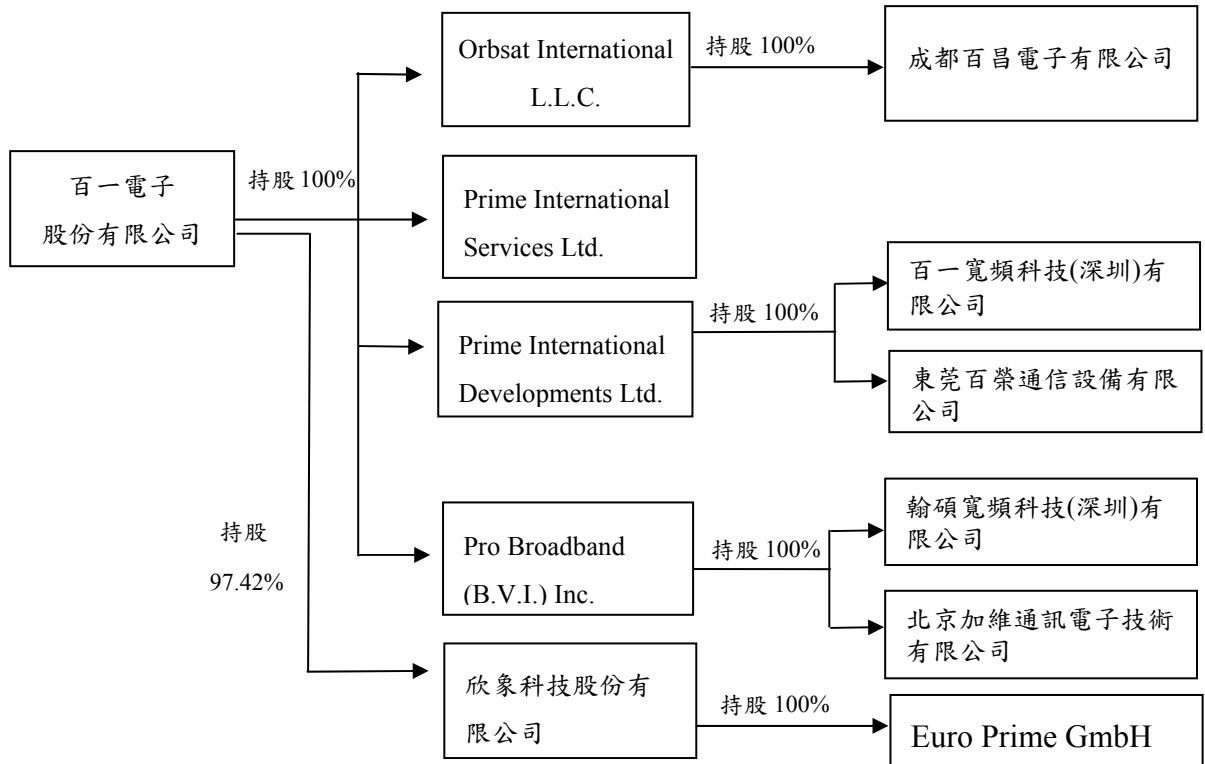 Orbsat International
L.L.C.
持股 100%
成都百昌電子有限公司
百一電子
股份有限公司
持股 100%
Prime International
Services Ltd.
Prime International
Developments Ltd.
持股 100%
百一寬頻科技(深圳)有
限公司
東莞百榮通信設備有限
公司
持股
97.42%
Pro Broadband
(B.V.I.) Inc.
持股 100%
翰碩寬頻科技(深圳)有
限公司
北京加維通訊電子技術
有限公司
欣象科技股份有
限公司
持股 100%
Euro Prime GmbH